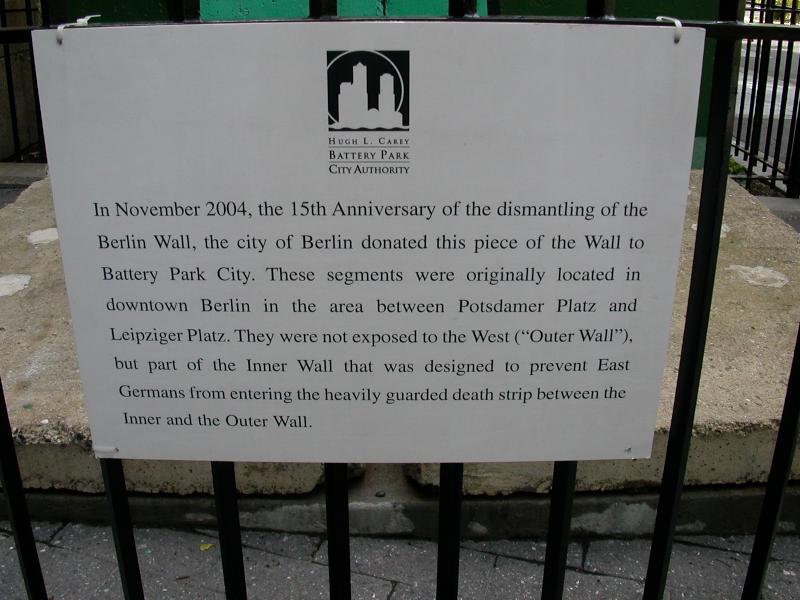 HUGH L. CAREY
BATTERY PARK
CITY AUTHORITY
In November 2004, the 15th Anniversary of the dismantling of the
Berlin Wall, the city of Berlin donated this piece of the Wall to
Battery Park City. These segments were originally located in
downtown Berlin in the area between Potsdamer Platz and
Leipziger Platz. They were not exposed to the West (“Outer Wall”),
but part of the Inner Wall that was designed to prevent East
Germans from entering the heavily guarded death strip between the
Inner and the Outer Wall.